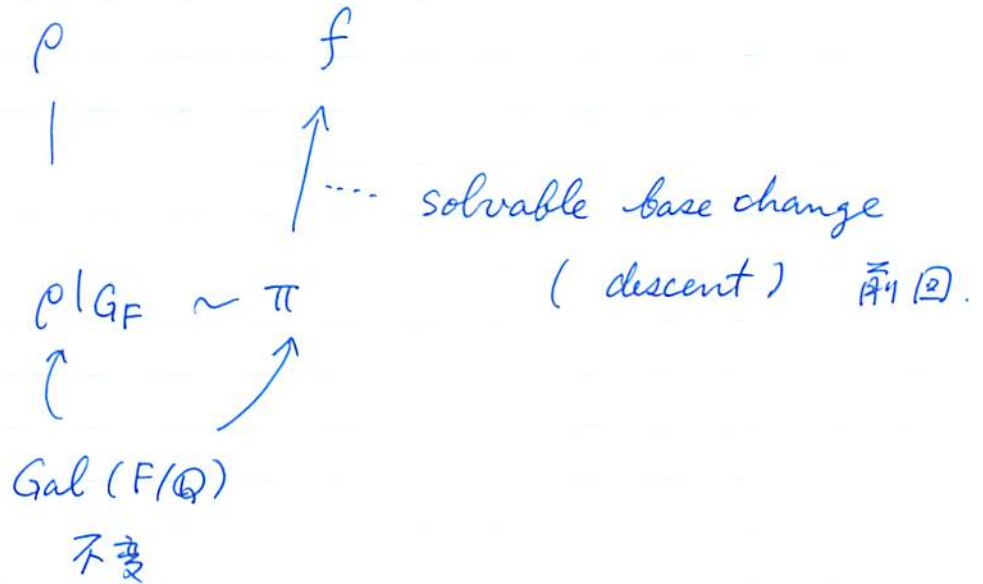 ρ f
..... solvable base change
ρ|G_F ~ π (descent) 前回.
Gal (F/ℚ)
不変